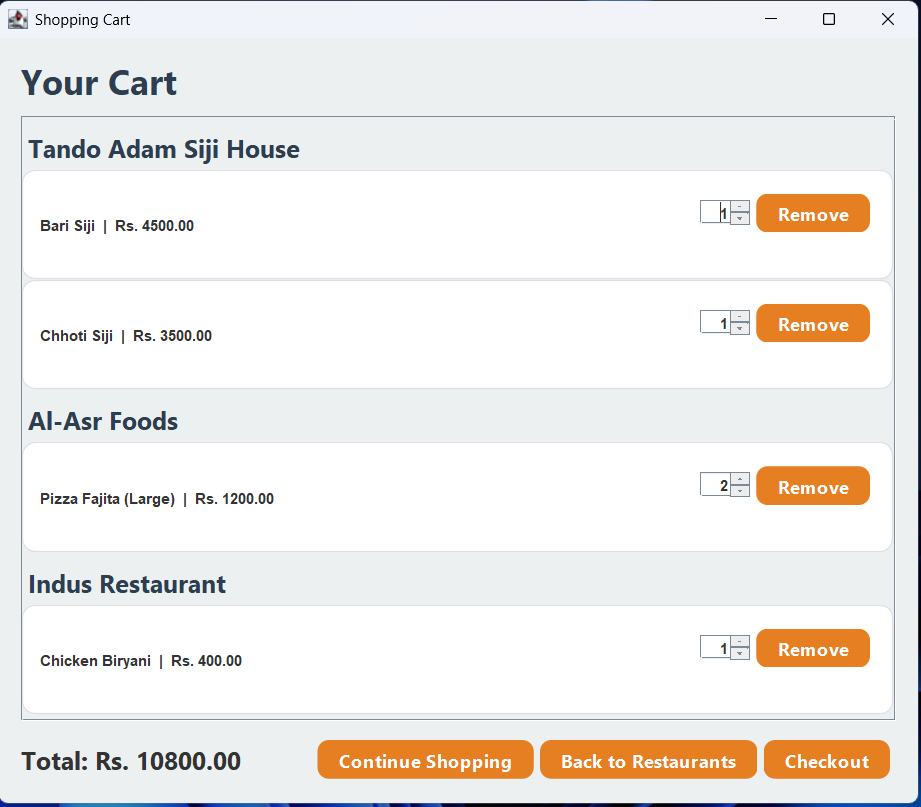 Shopping Cart
Your Cart
Tando Adam Siji House
Bari Siji | Rs. 4500.00
1
Remove
Chhoti Siji | Rs. 3500.00
1
Remove
Al-Asr Foods
Pizza Fajita (Large) | Rs. 1200.00
2
Remove
Indus Restaurant
Chicken Biryani | Rs. 400.00
1
Remove
Total: Rs. 10800.00
Continue Shopping
Back to Restaurants
Checkout